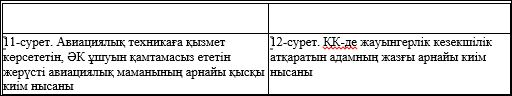 11-сурет. Авиациялық техникаға қызмет
көрсететін, ӘК ұшуын қамтамасыз ететін
жерүсті авиациялық маманының арнайы қысқы
киім нысаны
12-сурет. ҚК-де жауынгерлік кезекшілік
атқаратын адамның жазғы арнайы киім
нысаны